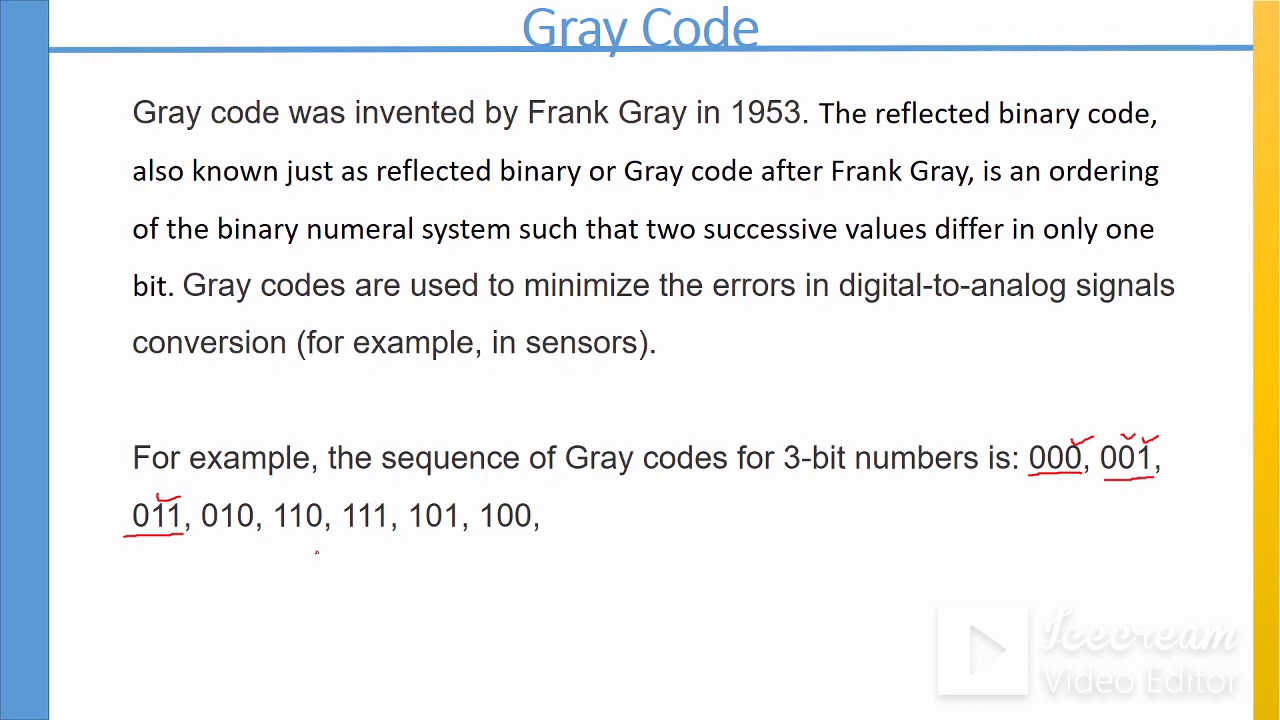 Gray Code
Gray code was invented by Frank Gray in 1953. The reflected binary code,
also known just as reflected binary or Gray code after Frank Gray, is an ordering
of the binary numeral system such that two successive values differ in only one
bit. Gray codes are used to minimize the errors in digital-to-analog signals
conversion (for example, in sensors).
For example, the sequence of Gray codes for 3-bit numbers is: 000, 001,
011, 010, 110, 111, 101, 100,
Icecream
Video Editor